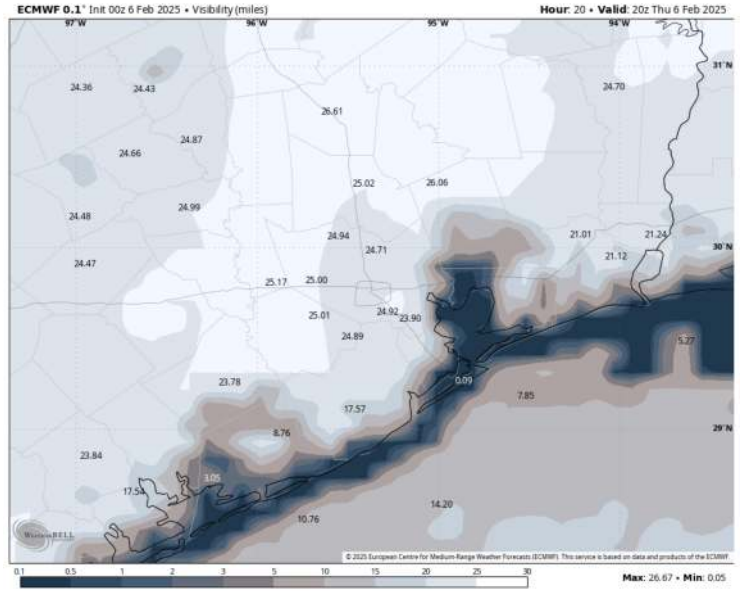 ECMWF 0.1° Init 00z 6 Feb 2025 • Visibility (miles)
Hour: 20 • Valid: 20z Thu 6 Feb 2025
97°W 96°W 95°W 94°W
31°N
24.36 24.43 24.70
26.61
24.87
24.66
25.02 26.06
24.99
24.48
24.94 21.01 21.24
30°N
24.71
21.12
24.47
25.17 25.00
24.92
25.01 23.90
24.89
5.27
23.78 0.09
7.85
17.57
29°N
8.76
23.84
3.05
17.54
14.20
10.76
WeatherBELL
© 2025 European Centre for Medium-Range Weather Forecasts (ECMWF). This service is based on data and products of the ECMWF.
0.1 0.5 1 2 3 5 10 15 20 25 30
Max: 26.67 • Min: 0.05